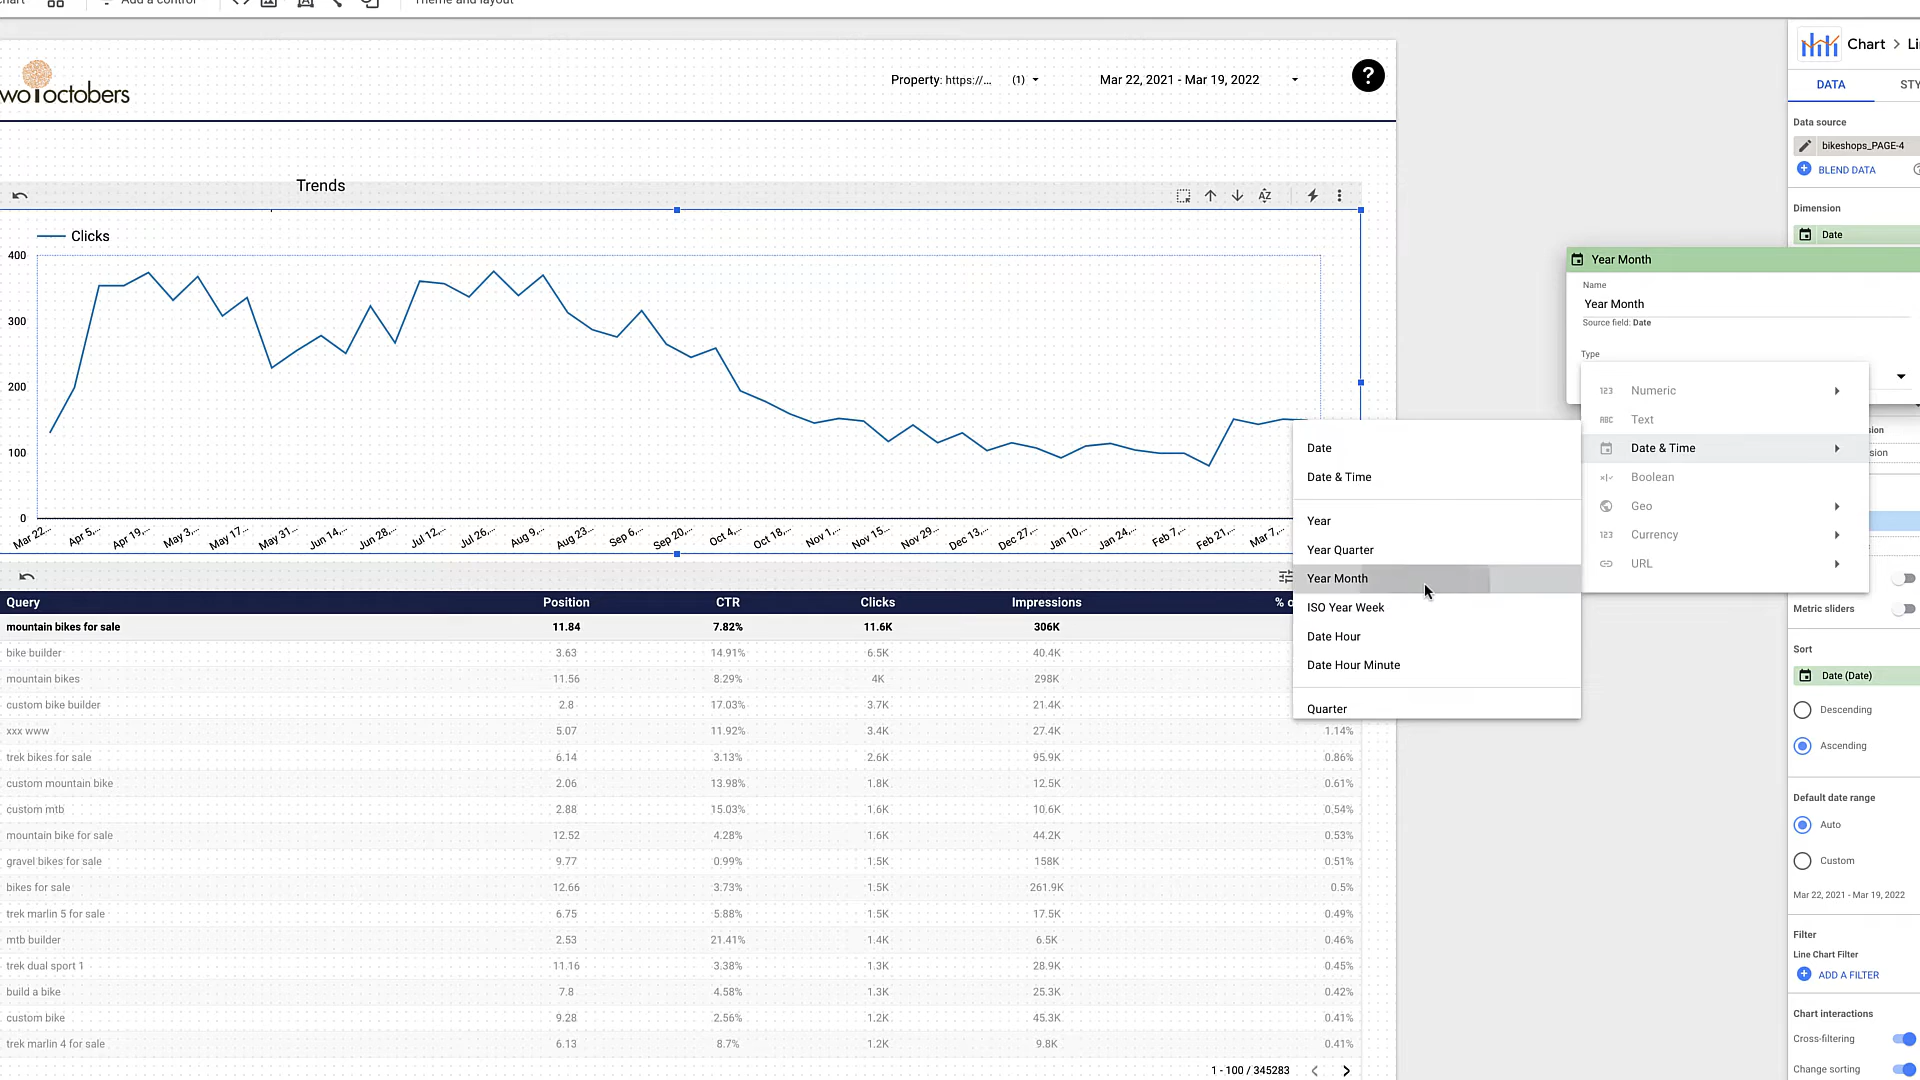 Add a control
Theme and layout
Chart
octobers
Property: https://... (1)
Mar 22, 2021 - Mar 19, 2022
?
Trends
Clicks
400
300
200
100
0
Mar 22,... Apr 5,... Apr 19,... May 3,... May 17,... May 31,... Jun 14,... Jun 28,... Jul 12,... Jul 26,... Aug 9,... Aug 23,... Sep 6,... Sep 20,... Oct 4,... Oct 18,... Nov 1,... Nov 15,... Nov 29,... Dec 13,... Dec 27,... Jan 10,... Jan 24,... Feb 7,... Feb 21,... Mar 7,...
Query Position CTR Clicks Impressions %
mountain bikes for sale 11.84 7.82% 11.6K 306K
bike builder 3.63 14.91% 6.5K 40.4K
mountain bikes 11.56 8.29% 4K 298K
custom bike builder 2.8 17.03% 3.7K 21.4K
xxx www 5.07 11.92% 3.4K 27.4K 1.14%
trek bikes for sale 6.14 3.13% 2.6K 95.9K 0.86%
custom mountain bike 2.06 13.98% 1.8K 12.5K 0.61%
custom mtb 2.88 15.03% 1.6K 10.6K 0.54%
mountain bike for sale 12.52 4.28% 1.6K 44.2K 0.53%
gravel bikes for sale 9.77 0.99% 1.5K 158K 0.51%
bikes for sale 12.66 3.73% 1.5K 261.9K 0.5%
trek marlin 5 for sale 6.75 5.88% 1.5K 17.5K 0.49%
mtb builder 2.53 21.41% 1.4K 6.5K 0.46%
trek dual sport 1 11.16 3.38% 1.3K 28.9K 0.45%
build a bike 7.8 4.58% 1.3K 25.3K 0.42%
custom bike 9.28 2.56% 1.2K 45.3K 0.41%
trek marlin 4 for sale 6.13 8.7% 1.2K 9.8K 0.41%
1 - 100 / 345283
Date
Date & Time
Year
Year Quarter
Year Month
ISO Year Week
Date Hour
Date Hour Minute
Quarter
Year Month
Name
Year Month
Source field: Date
Type
123 Numeric
ABC Text
Date & Time
Boolean
Geo
123 Currency
URL
Chart > Li
DATA
STY
Data source
bikeshops_PAGE-4
BLEND DATA
Dimension
Date
sion
sion
Metric sliders
Sort
Date (Date)
Descending
Ascending
Default date range
Auto
Custom
Mar 22, 2021 - Mar 19, 2022
Filter
Line Chart Filter
ADD A FILTER
Chart interactions
Cross-filtering
Change sorting